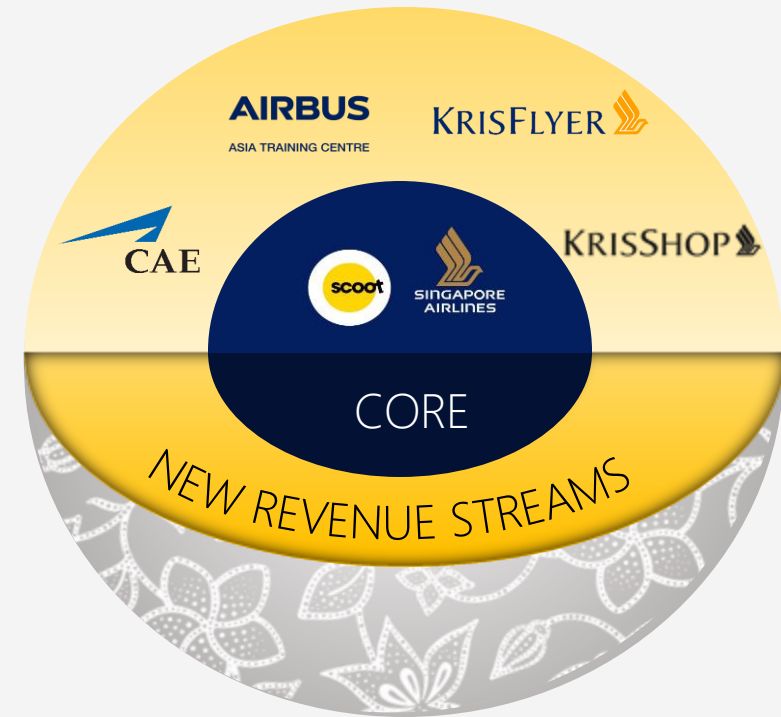 AIRBUS
ASIA TRAINING CENTRE
KRISFLYER
CAE
KRISSHOP
scoot
SINGAPORE
AIRLINES
CORE
NEW REVENUE STREAMS